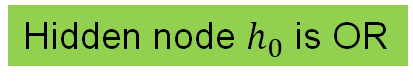 Hidden node h₀ is OR